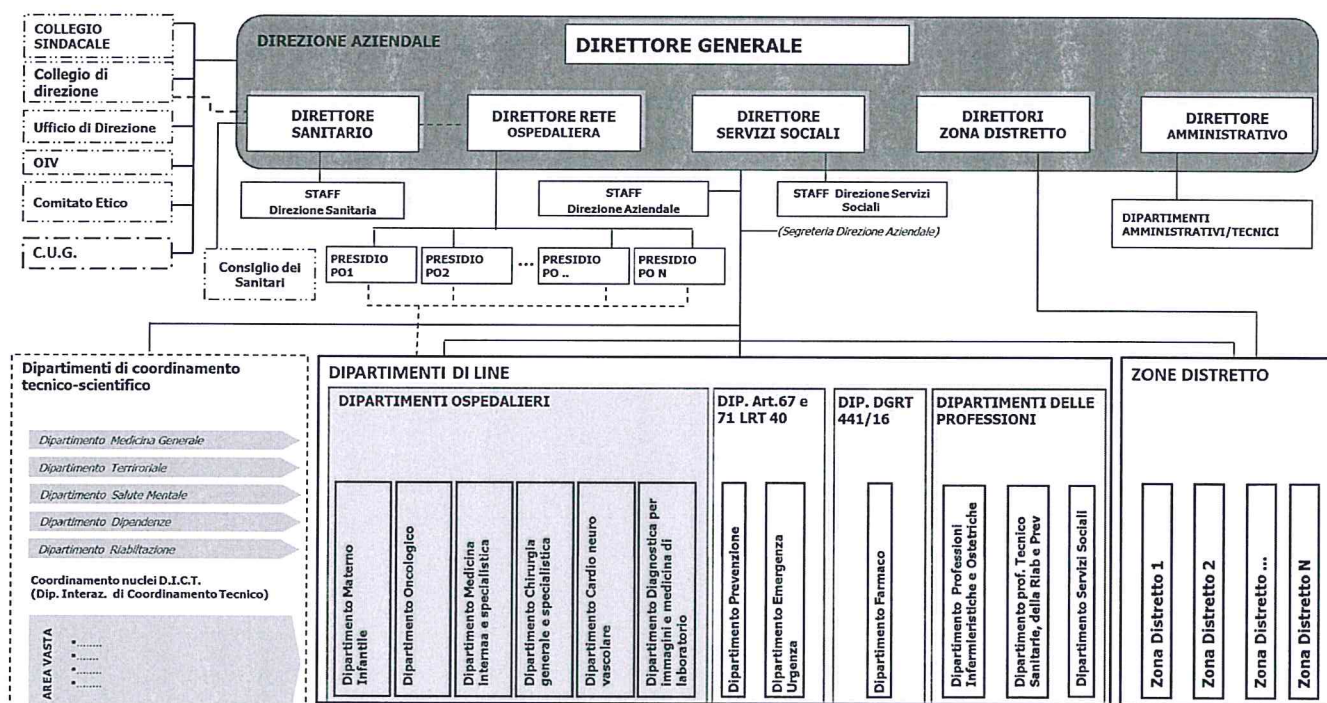 COLLEGIO
SINDACALE
Collegio di
direzione
Ufficio di Direzione
OIV
Comitato Etico
C.U.G.
DIREZIONE AZIENDALE
DIRETTORE GENERALE
DIRETTORE
SANITARIO
DIRETTORE RETE
OSPEDALIERA
DIRETTORE
SERVIZI SOCIALI
DIRETTORI
ZONA DISTRETTO
DIRETTORE
AMMINISTRATIVO
STAFF
Direzione Sanitaria
STAFF
Direzione Aziendale
STAFF Direzione Servizi
Sociali
(Segreteria Direzione Aziendale)
DIPARTIMENTI
AMMINISTRATIVI/TECNICI
Consiglio dei
Sanitari
PRESIDIO
PO1
PRESIDIO
PO2
...
PRESIDIO
PO ..
PRESIDIO
PO N
Dipartimenti di coordinamento
tecnico-scientifico
Dipartimento Medicina Generale
Dipartimento Terriroriale
Dipartimento Salute Mentale
Dipartimento Dipendenze
Dipartimento Riabiltazione
Coordinamento nuclei D.I.C.T.
(Dip. Interaz. di Coordinamento Tecnico)
AREA VASTA
•.......
•.......
•.......
•.......
DIPARTIMENTI DI LINE
DIPARTIMENTI OSPEDALIERI
Dipartimento Materno
Infantile
Dipartimento Oncologico
Dipartimento Medicina
Internaa e specialistica
Dipartimento Chirurgia
generale e specialistica
Dipartimento Cardio neuro
vascolare
Dipartimento Diagnostica per
immagini e medicina di
laboratorio
DIP. Art.67 e
71 LRT 40
Dipartimento Prevenzione
Dipartimento Emergenza
Urgenza
DIP. DGRT
441/16
Dipartimento Farmaco
DIPARTIMENTI DELLE
PROFESSIONI
Dipartimento Professioni
Infermieristiche e Ostetriche
Dipartimento prof. Tecnico
Sanitarie, della Riab e Prev
Dipartimento Servizi Sociali
ZONE DISTRETTO
Zona Distretto 1
Zona Distretto 2
Zona Distretto ...
Zona Distretto N